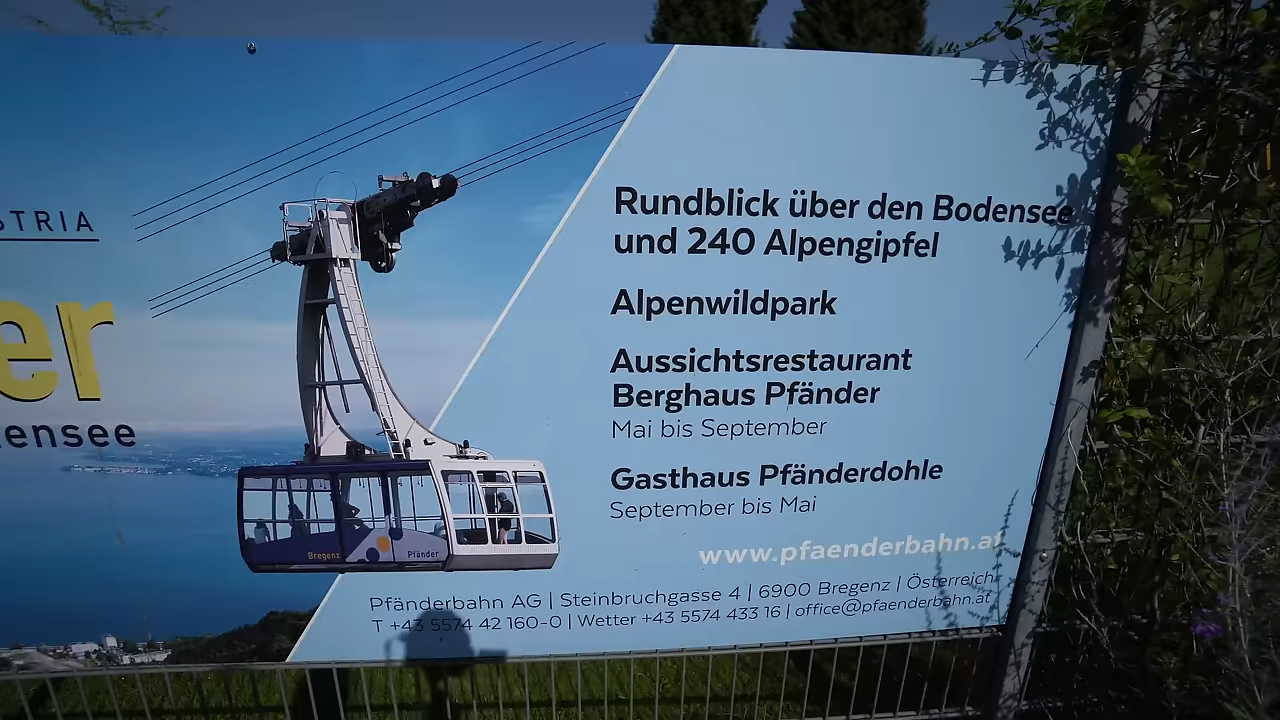 STRIA
er
ensee
Bregenz
Pfänder
Rundblick über den Bodensee
und 240 Alpengipfel
Alpenwildpark
Aussichtsrestaurant
Berghaus Pfänder
Mai bis September
Gasthaus Pfänderdohle
September bis Mai
www.pfaenderbahn.at
Pfänderbahn AG | Steinbruchgasse 4 | 6900 Bregenz | Österreich
T +43 5574 42 160-0 | Wetter +43 5574 433 16 | office@pfaenderbahn.at